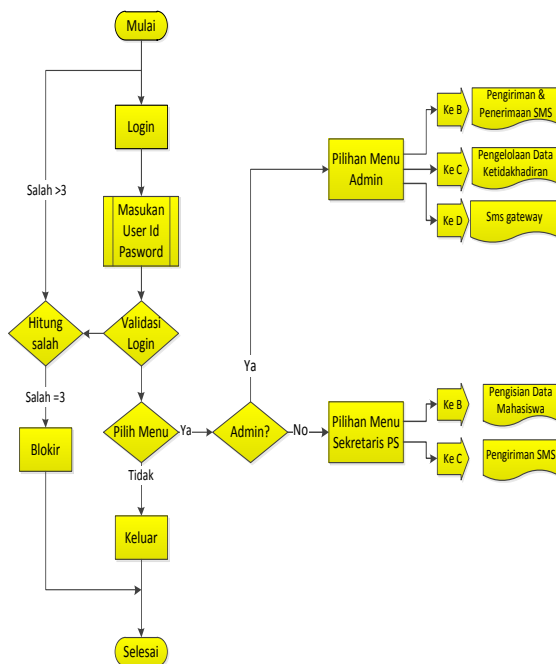 Mulai
Login
Masukan
User Id
Pasword
Salah >3
Hitung
salah
Validasi
Login
Salah =3
Blokir
Pilih Menu
Ya
Tidak
Keluar
Selesai
Admin?
Ya
No
Pilihan Menu
Admin
Ke B
Pengiriman &
Penerimaan SMS
Ke C
Pengelolaan Data
Ketidakhadiran
Ke D
Sms gateway
Pilihan Menu
Sekretaris PS
Ke B
Pengisian Data
Mahasiswa
Ke C
Pengiriman SMS